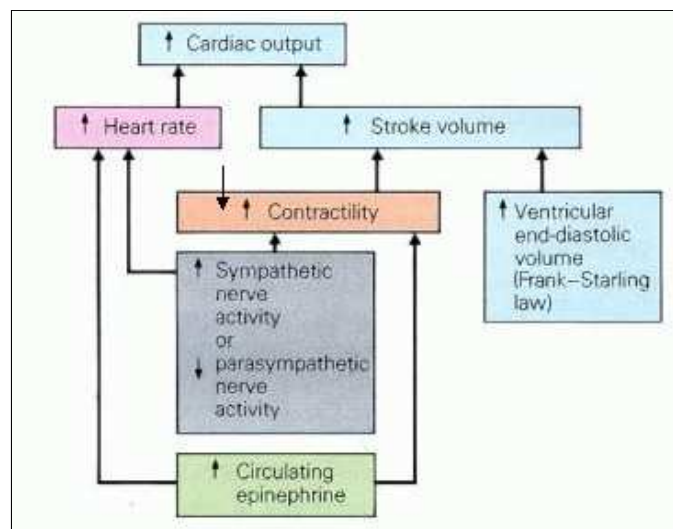 ↑ Cardiac output
↑ Heart rate
↑ Stroke volume
↓ ↑ Contractility
↑ Ventricular
end-diastolic
volume
(Frank–Starling
law)
↑ Sympathetic
nerve
activity
or
↓ parasympathetic
nerve
activity
↑ Circulating
epinephrine